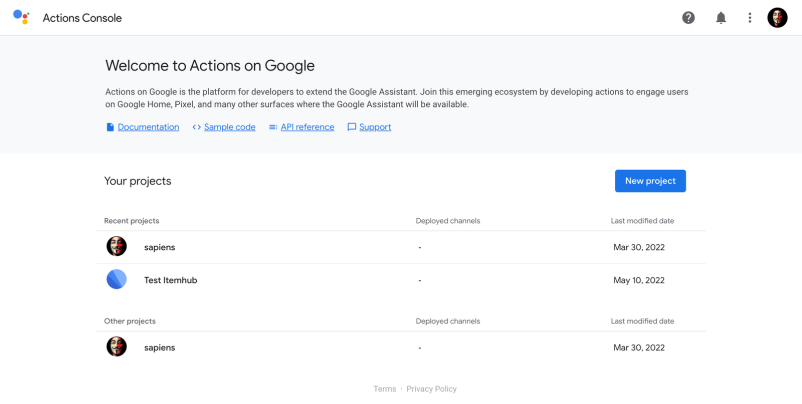 Actions Console
Welcome to Actions on Google
Actions on Google is the platform for developers to extend the Google Assistant. Join this emerging ecosystem by developing actions to engage users
on Google Home, Pixel, and many other surfaces where the Google Assistant will be available.
Documentation Sample code API reference Support
Your projects New project
Recent projects Deployed channels Last modified date
sapiens - Mar 30, 2022
Test Itemhub - May 10, 2022
Other projects Deployed channels Last modified date
sapiens - Mar 30, 2022
Terms · Privacy Policy